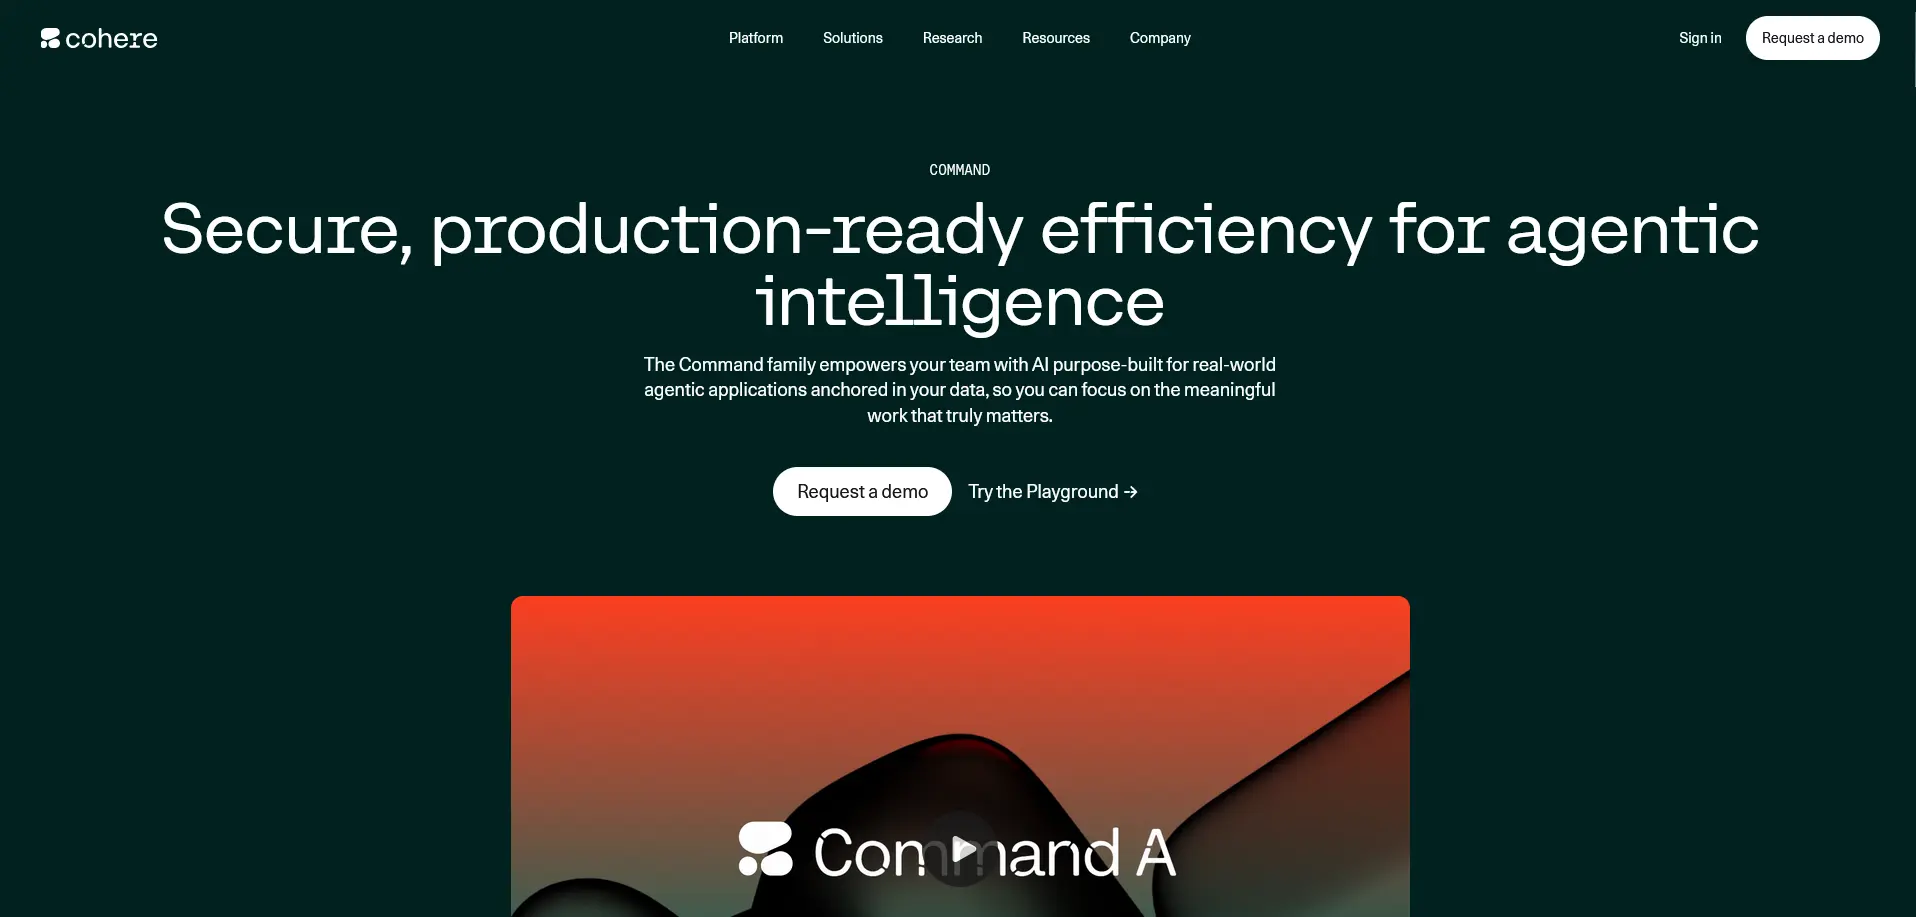 cohere
Platform
Solutions
Research
Resources
Company
Sign in
Request a demo
COMMAND
Secure, production-ready efficiency for agentic
intelligence
The Command family empowers your team with AI purpose-built for real-world
agentic applications anchored in your data, so you can focus on the meaningful
work that truly matters.
Request a demo
Try the Playground →
Command A